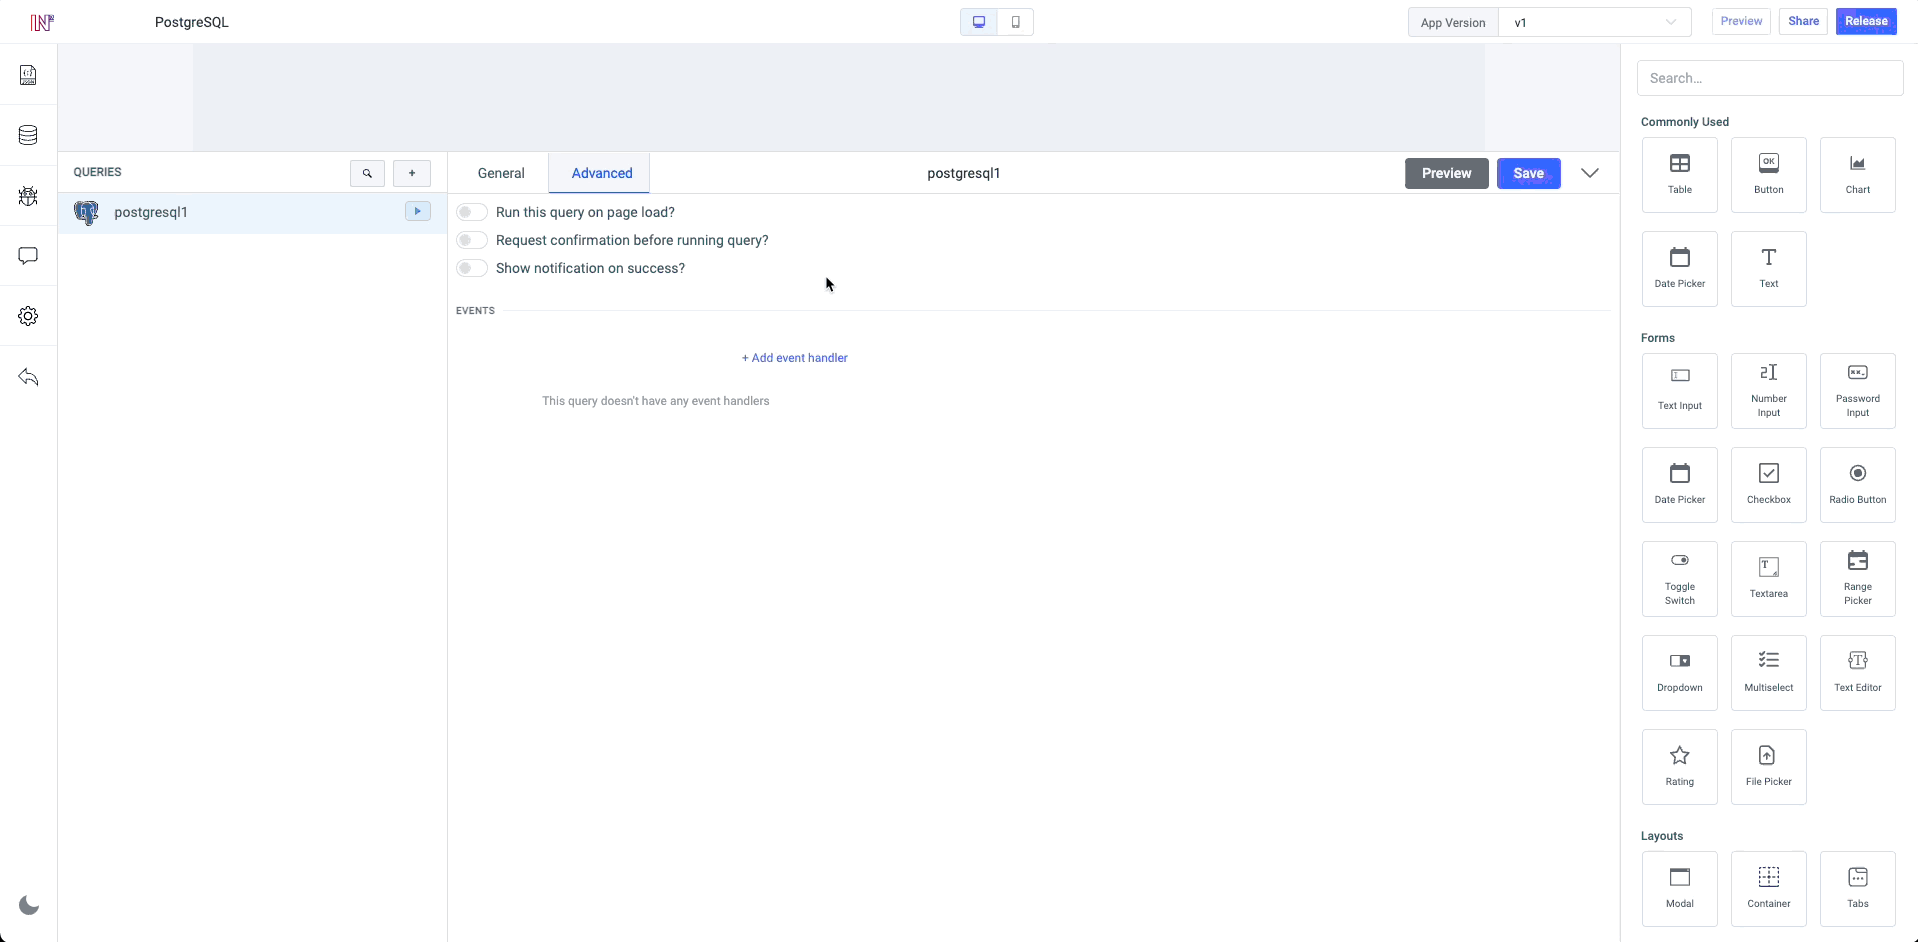 PostgreSQL
App Version
v1
Preview
Share
Release
Search...
QUERIES
+
General
Advanced
postgresql1
Preview
Save
postgresql1
Run this query on page load?
Request confirmation before running query?
Show notification on success?
EVENTS
+ Add event handler
This query doesn't have any event handlers
Commonly Used
Table
OK
Button
Chart
Date Picker
Text
Forms
Text Input
Number
Input
Password
Input
Date Picker
Checkbox
Radio Button
Toggle
Switch
Textarea
Range
Picker
Dropdown
Multiselect
Text Editor
Rating
File Picker
Layouts
Modal
Container
Tabs